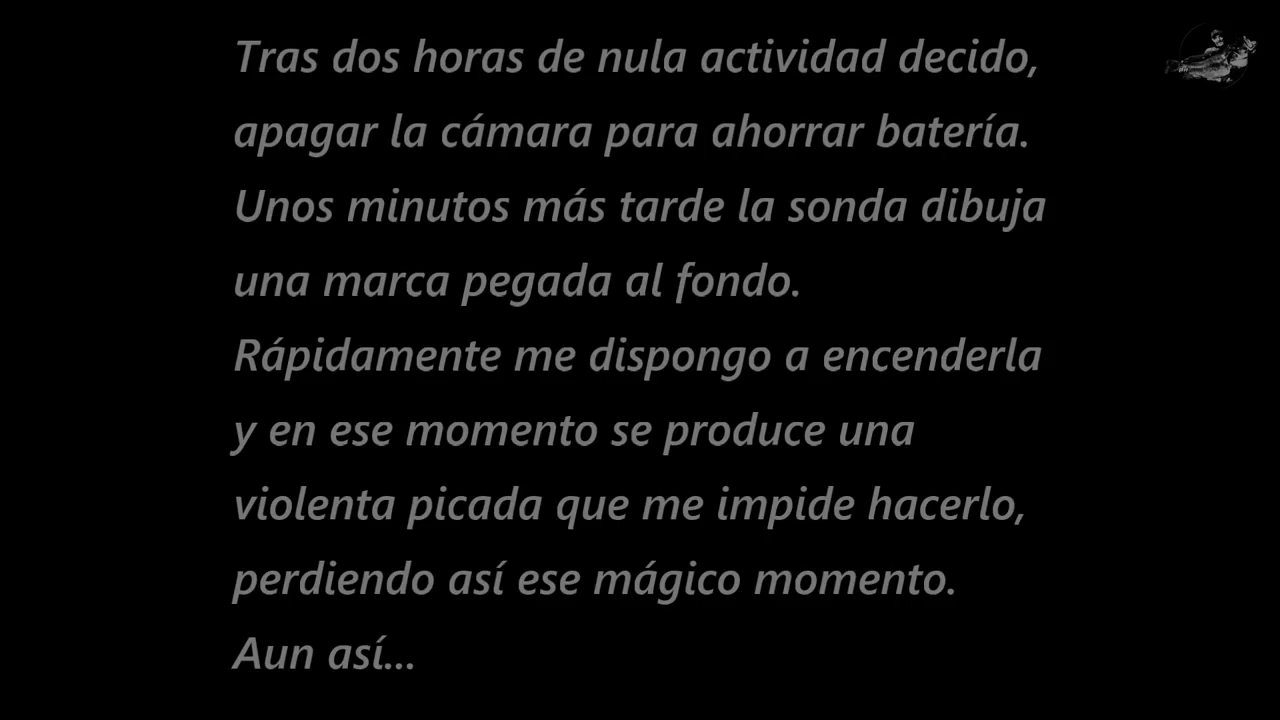 Tras dos horas de nula actividad decido,
apagar la cámara para ahorrar batería.
Unos minutos más tarde la sonda dibuja
una marca pegada al fondo.
Rápidamente me dispongo a encenderla
y en ese momento se produce una
violenta picada que me impide hacerlo,
perdiendo así ese mágico momento.
Aun así...